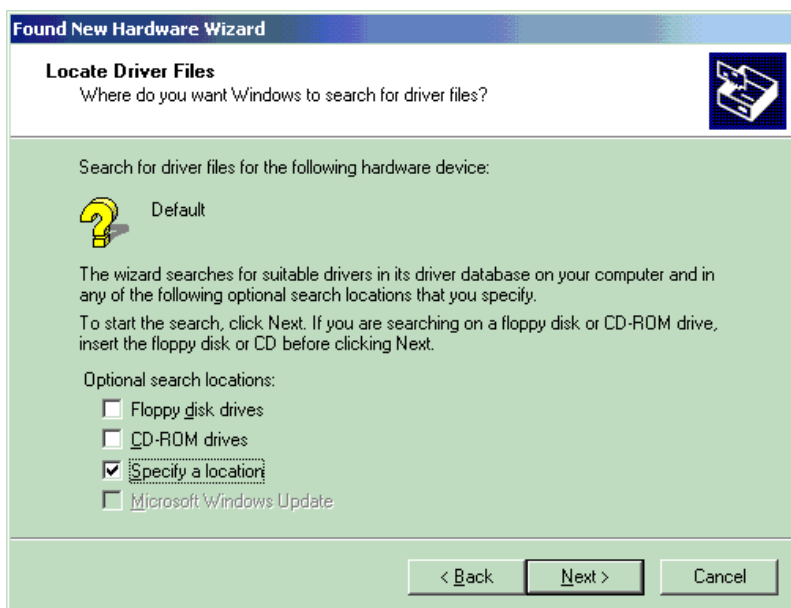 Found New Hardware Wizard
Locate Driver Files
Where do you want Windows to search for driver files?
Search for driver files for the following hardware device:
Default
The wizard searches for suitable drivers in its driver database on your computer and in
any of the following optional search locations that you specify.
To start the search, click Next. If you are searching on a floppy disk or CD-ROM drive,
insert the floppy disk or CD before clicking Next.
Optional search locations:
Floppy disk drives
CD-ROM drives
Specify a location
Microsoft Windows Update
< Back Next > Cancel